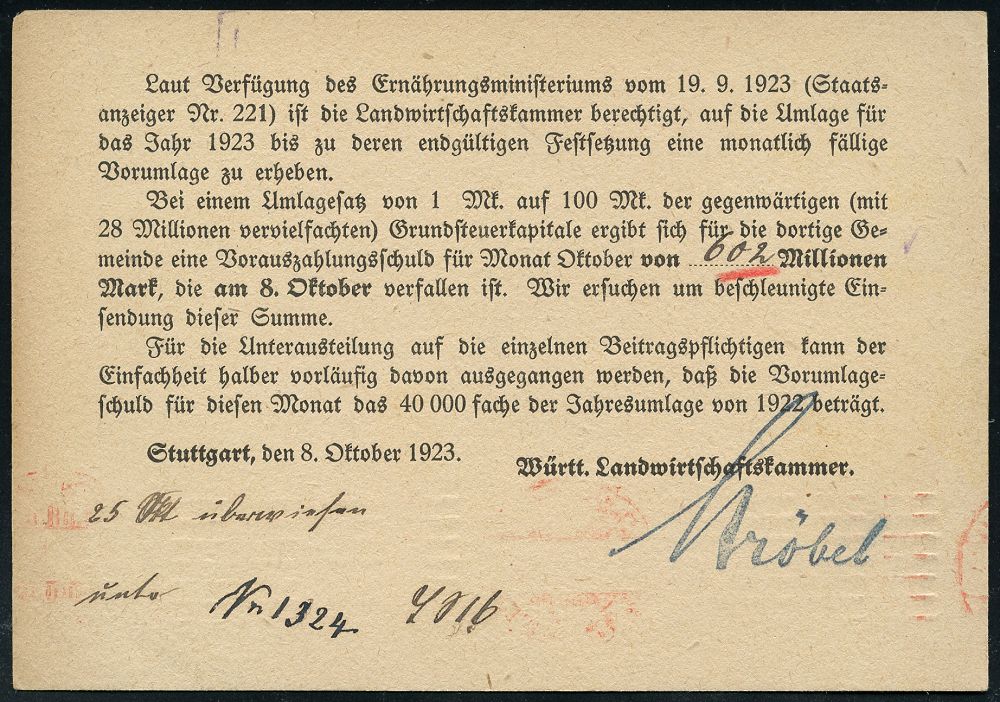 Laut Verfügung des Ernährungsministeriums vom 19. 9. 1923 (Staats-
anzeiger Nr. 221) ist die Landwirtschaftskammer berechtigt, auf die Umlage für
das Jahr 1923 bis zu deren endgültigen Festsetzung eine monatlich fällige
Vorumlage zu erheben.
Bei einem Umlagesatz von 1 Mk. auf 100 Mk. der gegenwärtigen (mit
28 Millionen vervielfachten) Grundsteuerkapitale ergibt sich für die dortige Ge-
meinde eine Vorauszahlungsschuld für Monat Oktober von 602 Millionen
Mark, die am 8. Oktober verfallen ist. Wir ersuchen um beschleunigte Ein-
sendung dieser Summe.
Für die Unterausteilung auf die einzelnen Beitragspflichtigen kann der
Einfachheit halber vorläufig davon ausgegangen werden, daß die Vorumlage-
schuld für diesen Monat das 40 000 fache der Jahresumlage von 1922 beträgt.
Stuttgart, den 8. Oktober 1923.
Württ. Landwirtschaftskammer.
25 Okt überwiesen
Ströbel
unter Nr 1324